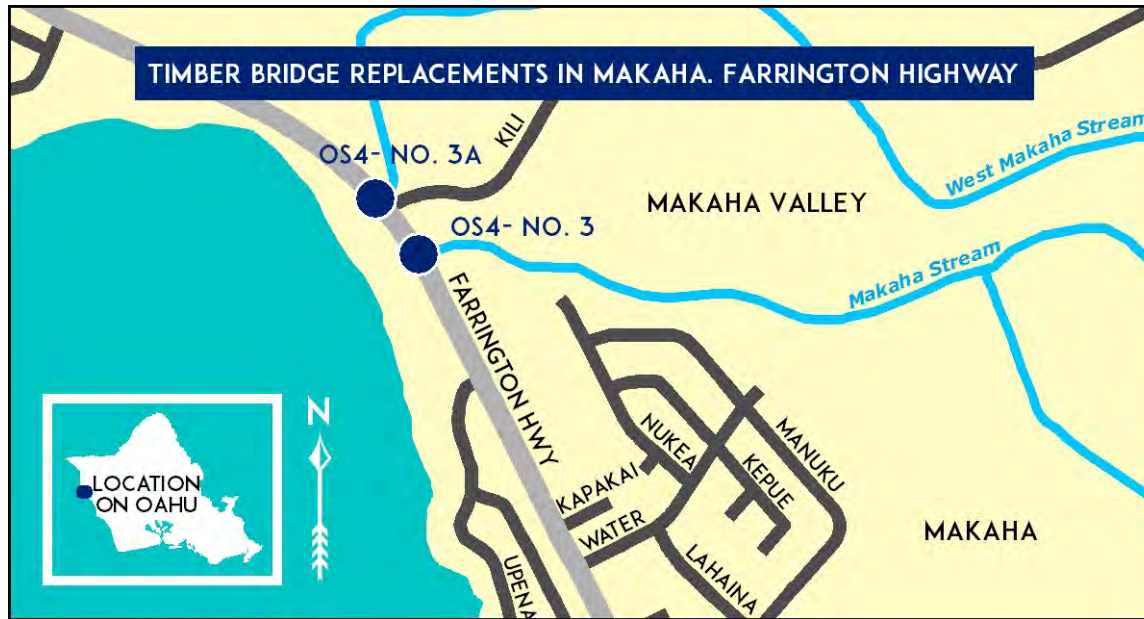 TIMBER BRIDGE REPLACEMENTS IN MAKAHA. FARRINGTON HIGHWAY
KILI
OS4- NO. 3A
West Makaha Stream
MAKAHA VALLEY
OS4- NO. 3
Makaha Stream
FARRINGTON HWY
N
LOCATION
ON OAHU
NUKEA
MANUKU
KEPUE
KAPAKAI
WATER
MAKAHA
LAHAINA
UPENA